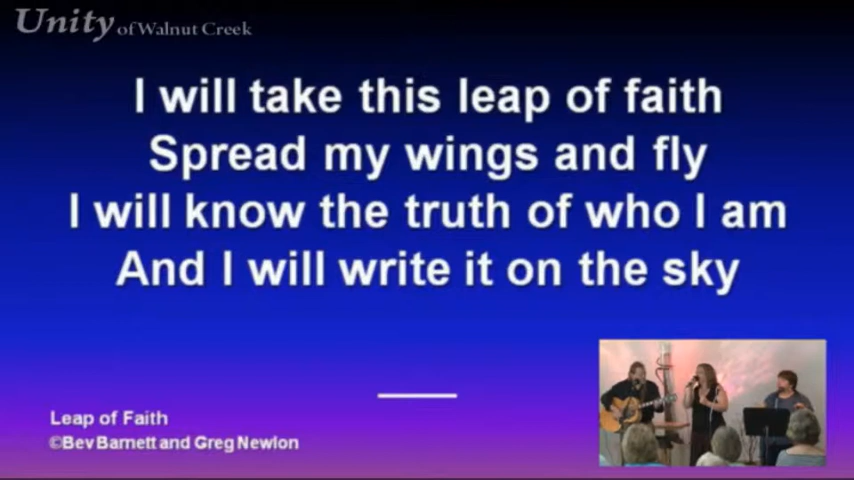 Unity of Walnut Creek
I will take this leap of faith
Spread my wings and fly
I will know the truth of who I am
And I will write it on the sky
Leap of Faith
©Bev Barnett and Greg Newlon